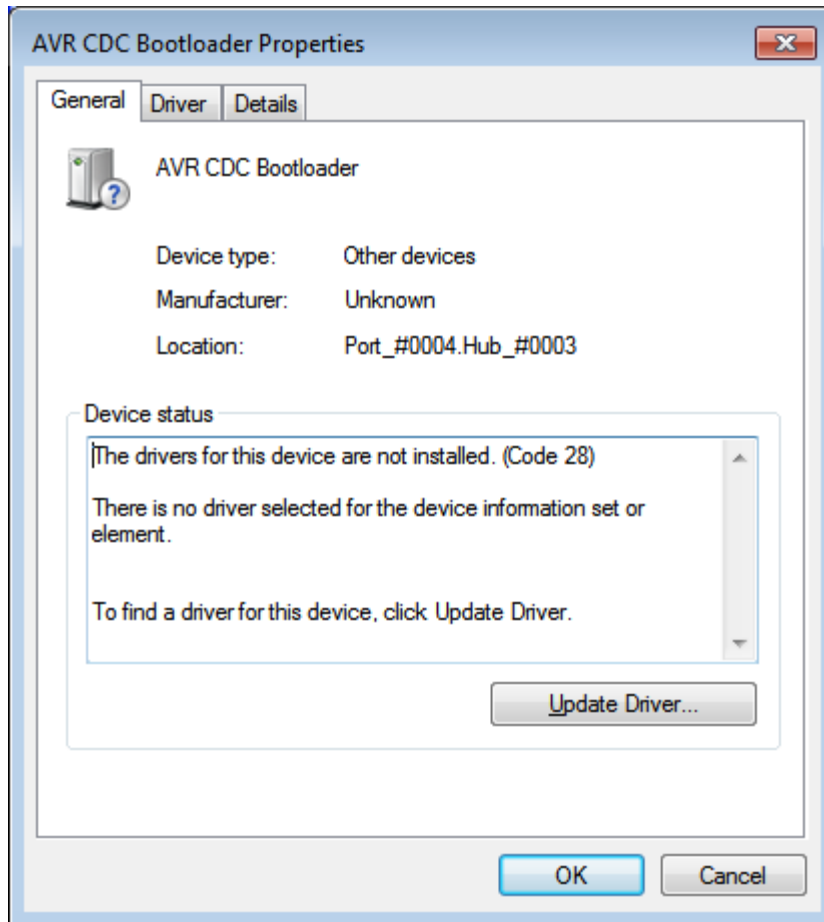 AVR CDC Bootloader Properties
General Driver Details
AVR CDC Bootloader
Device type: Other devices
Manufacturer: Unknown
Location: Port_#0004.Hub_#0003
Device status
The drivers for this device are not installed. (Code 28)
There is no driver selected for the device information set or
element.
To find a driver for this device, click Update Driver.
Update Driver...
OK Cancel